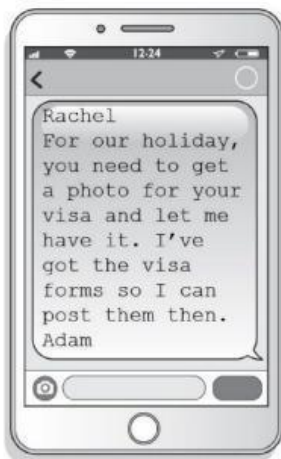 12:24
Rachel
For our holiday,
you need to get
a photo for your
visa and let me
have it. I've
got the visa
forms so I can
post them then.
Adam